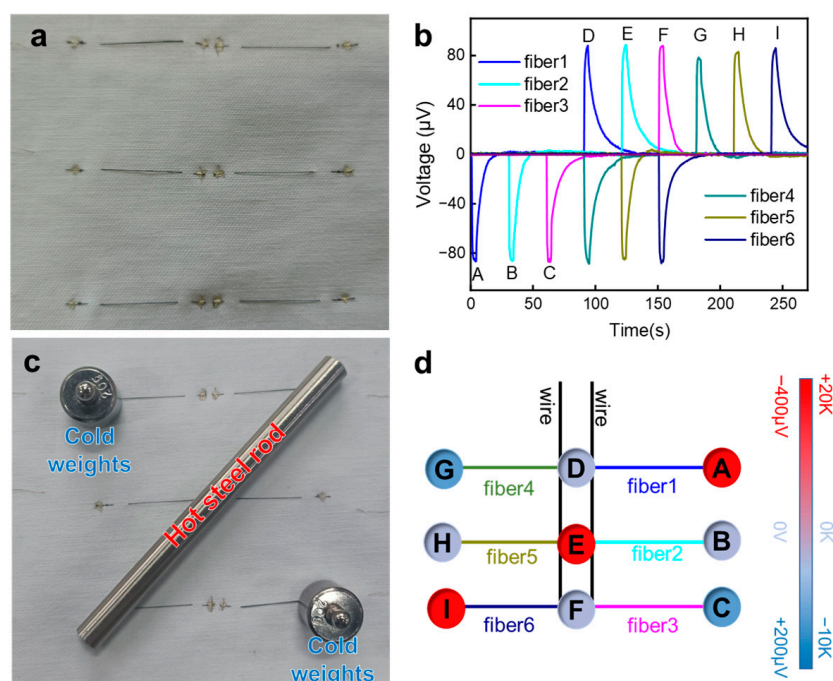 a
b
D E F G H I
fiber1
fiber2
fiber3
fiber4
fiber5
fiber6
A
B
C
80
40
0
−40
−80
Voltage (μV)
0 50 100 150 200 250
Time(s)
c
Cold
weights
Hot steel rod
Cold
weights
d
wire
wire
G D A
fiber4 fiber1
H E B
fiber5 fiber2
I F C
fiber6 fiber3
−400μV +20K
0V 0K
+200μV −10K